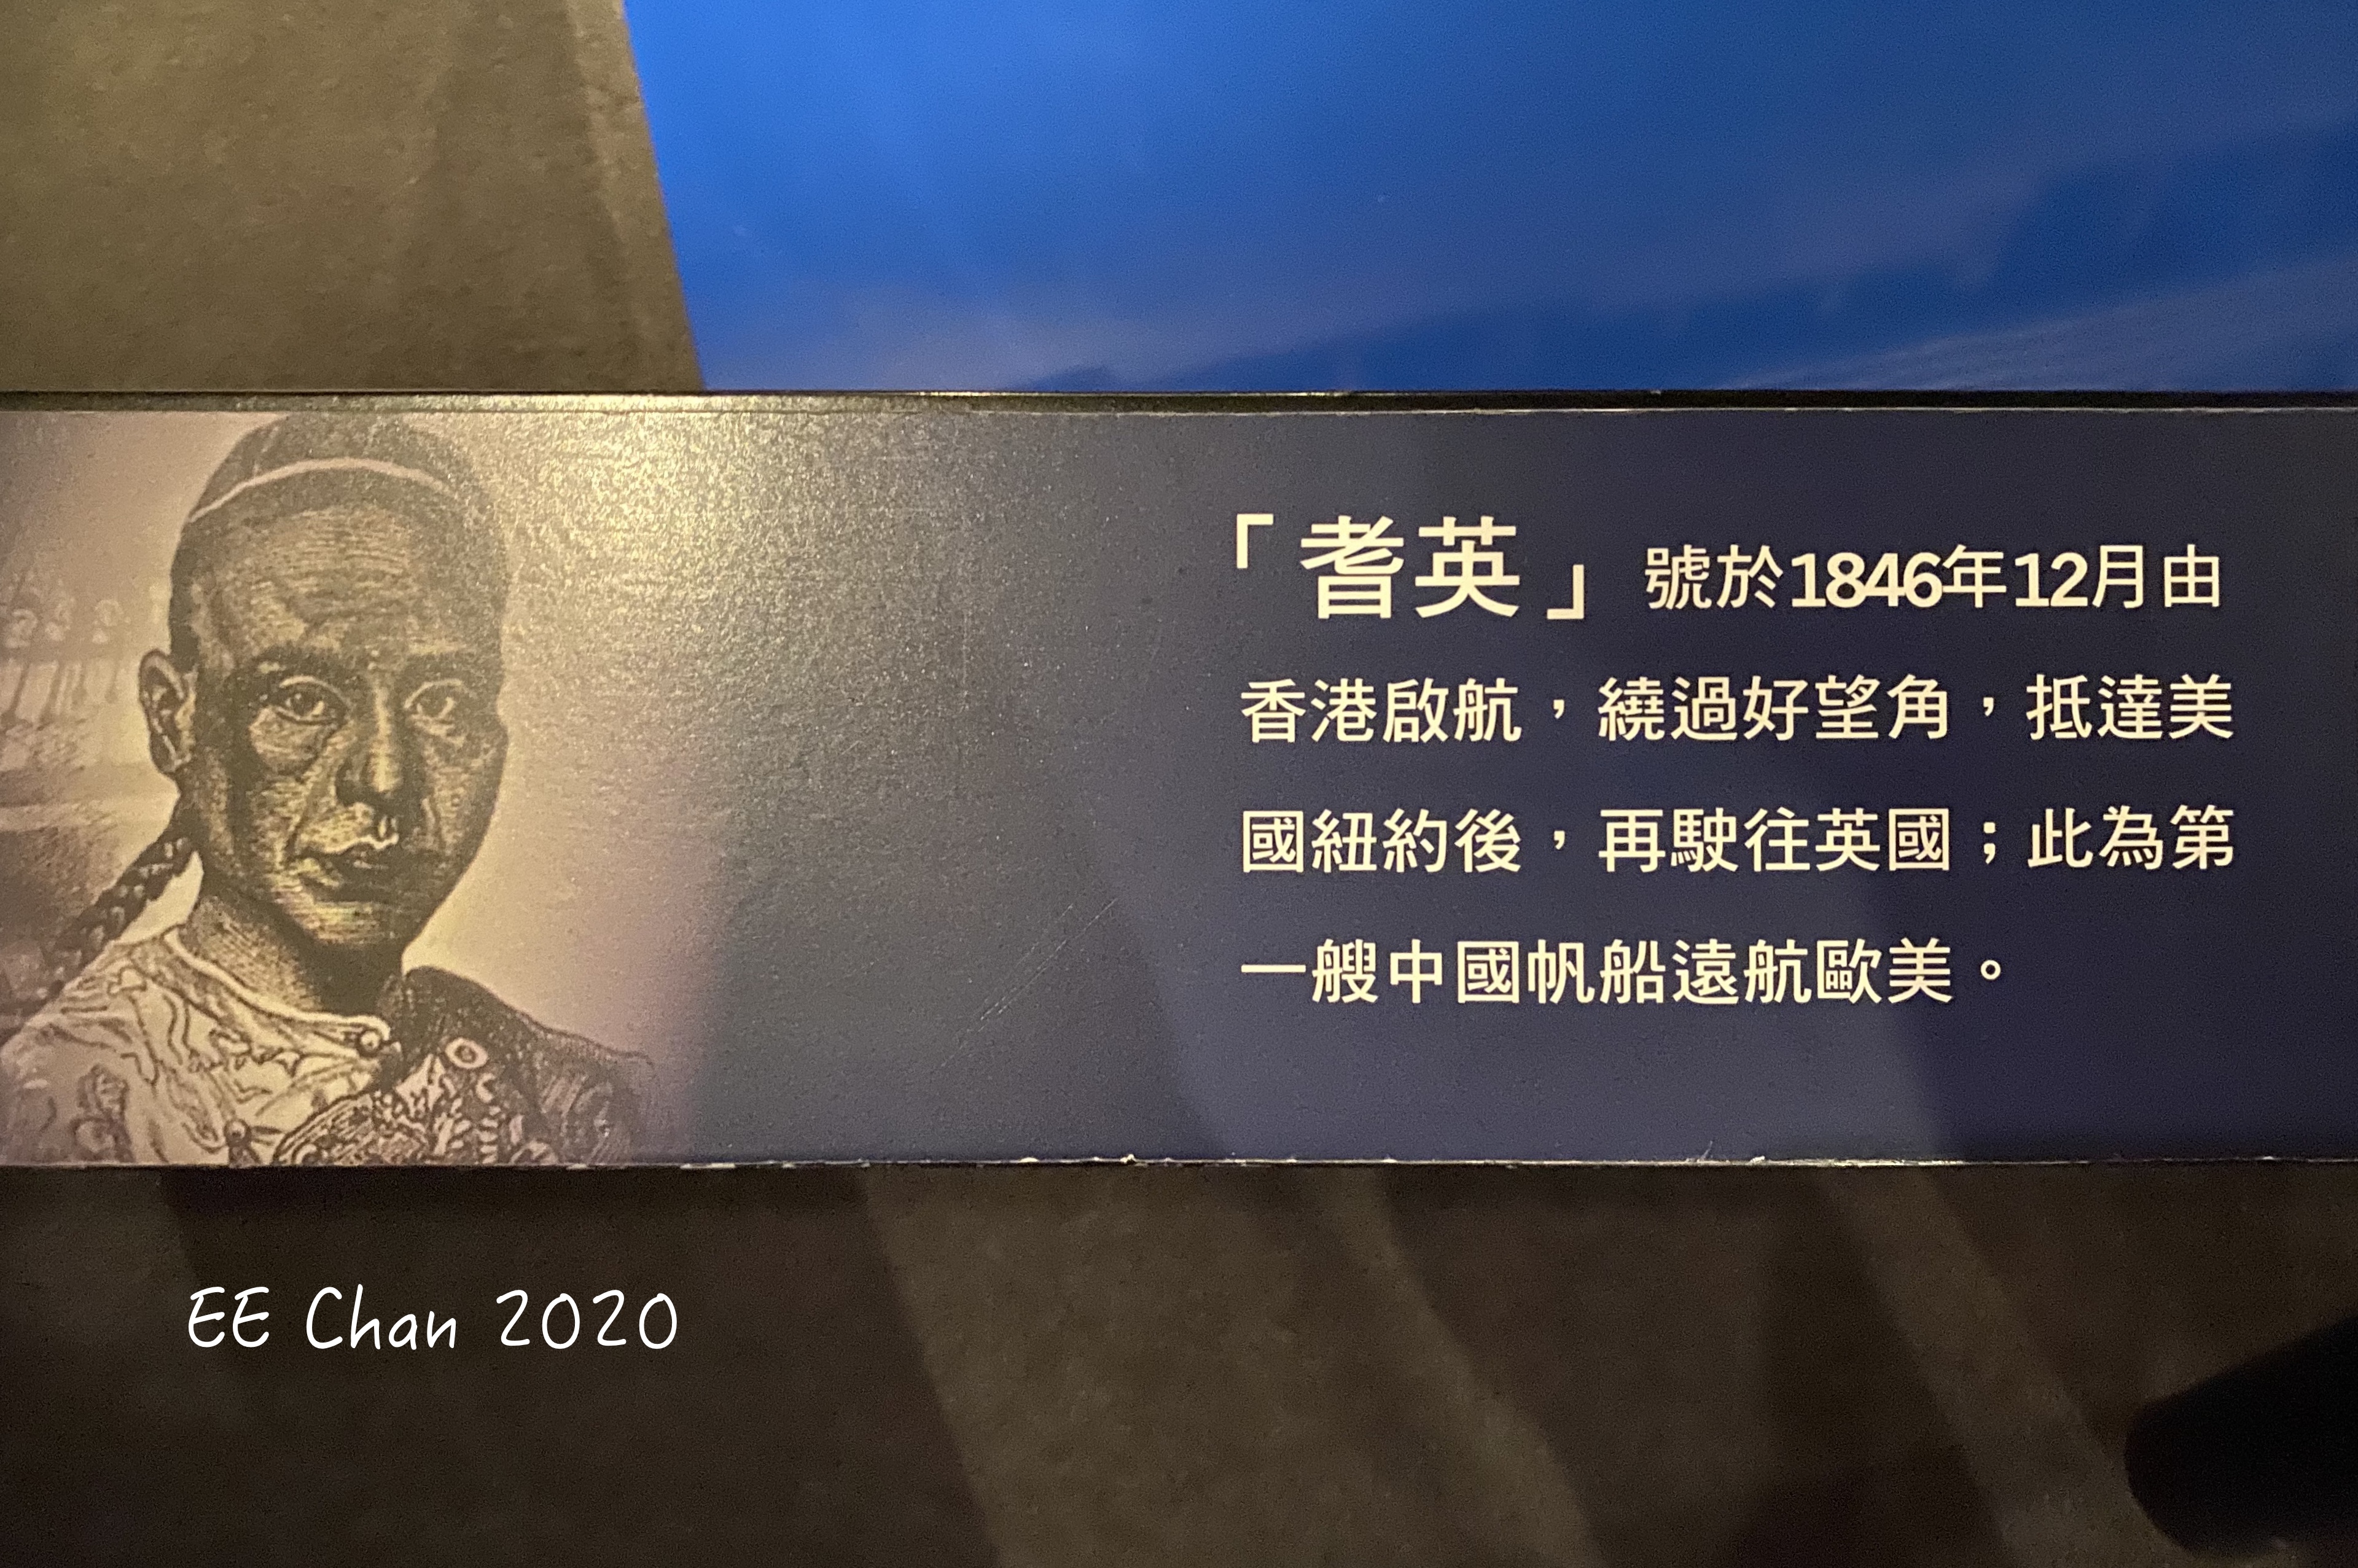 「耆英」號於1846年12月由
香港啟航，繞過好望角，抵達美
國紐約後，再駛往英國；此為第
一艘中國帆船遠航歐美。
EE Chan 2020